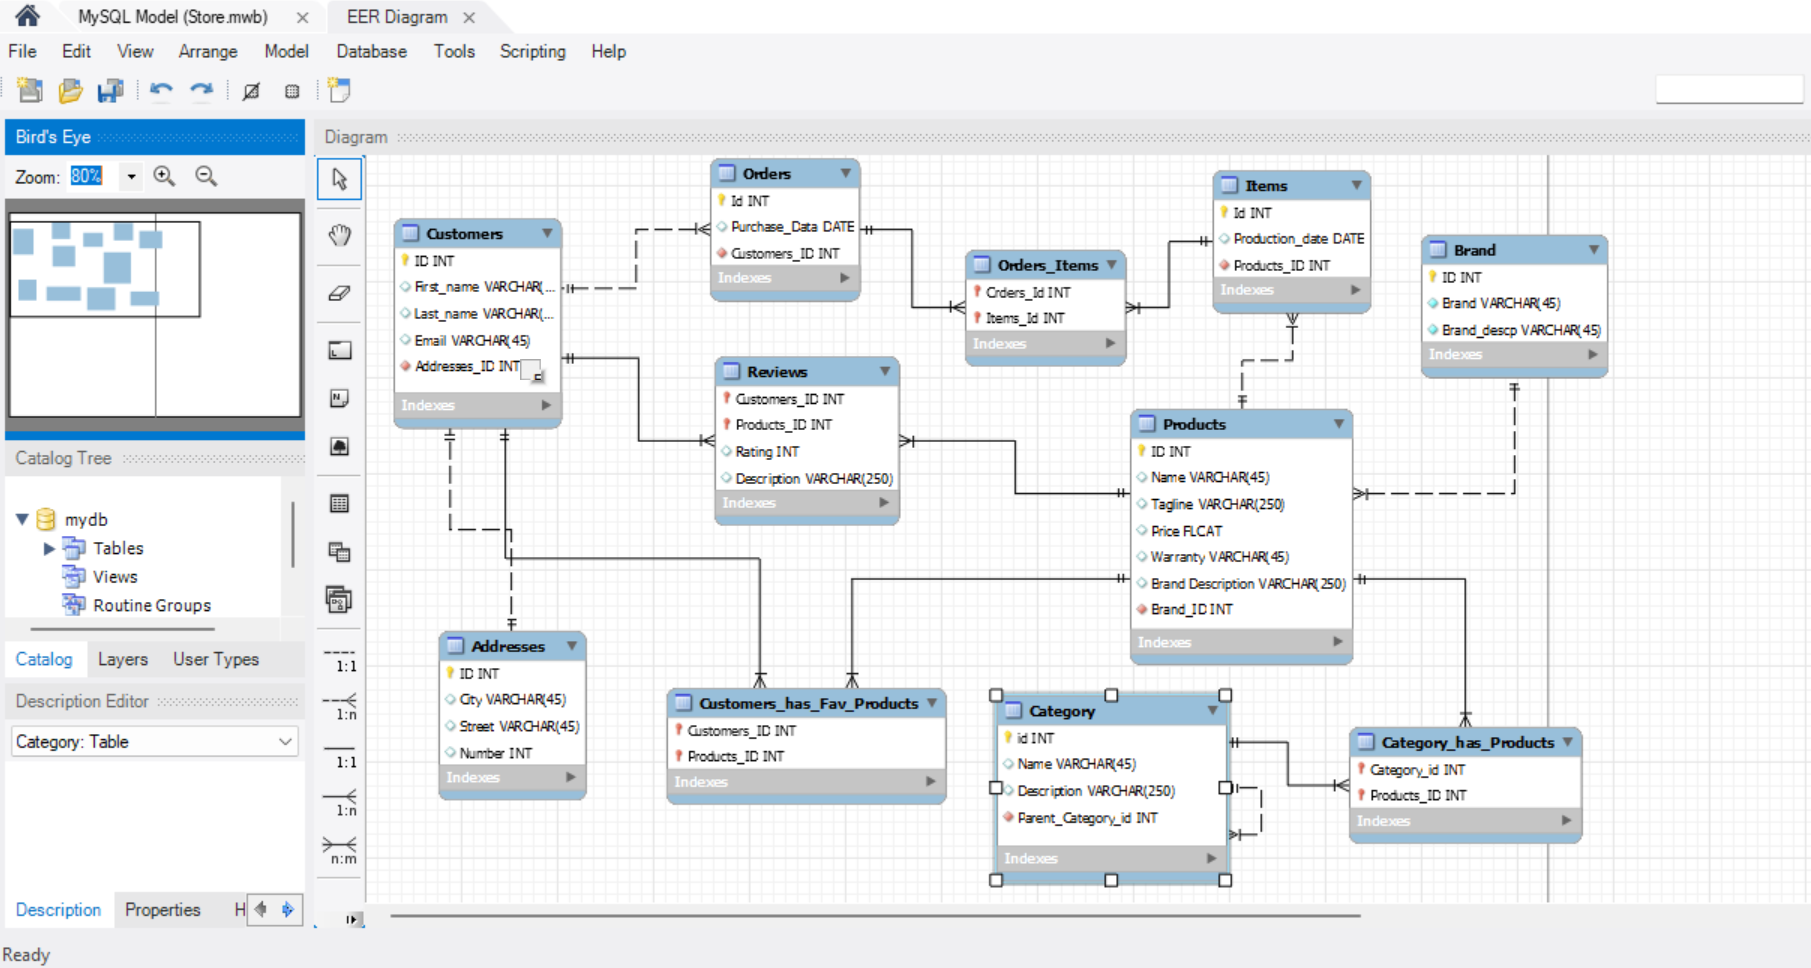 MySQL Model (Store.mwb)
EER Diagram
File Edit View Arrange Model Database Tools Scripting Help
Bird's Eye
Zoom: 80%
Catalog Tree
mydb
Tables
Views
Routine Groups
Catalog Layers User Types
Description Editor
Category: Table
Description Properties H
Ready
Diagram
1:1
1:n
1:1
1:n
n:m
Customers
ID INT
First_name VARCHAR(...
Last_name VARCHAR(...
Email VARCHAR(45)
Addresses_ID INT
Indexes
Orders
Id INT
Purchase_Data DATE
Customers_ID INT
Indexes
Orders_Items
Orders_Id INT
Items_Id INT
Indexes
Items
Id INT
Production_date DATE
Products_ID INT
Indexes
Brand
ID INT
Brand VARCHAR(45)
Brand_descp VARCHAR(45)
Indexes
Reviews
Customers_ID INT
Products_ID INT
Rating INT
Description VARCHAR(250)
Indexes
Products
ID INT
Name VARCHAR(45)
Tagline VARCHAR(250)
Price FLOAT
Warranty VARCHAR(45)
Brand Description VARCHAR(250)
Brand_ID INT
Indexes
Addresses
ID INT
City VARCHAR(45)
Street VARCHAR(45)
Number INT
Indexes
Customers_has_Fav_Products
Customers_ID INT
Products_ID INT
Indexes
Category
id INT
Name VARCHAR(45)
Description VARCHAR(250)
Parent_Category_id INT
Indexes
Category_has_Products
Category_id INT
Products_ID INT
Indexes